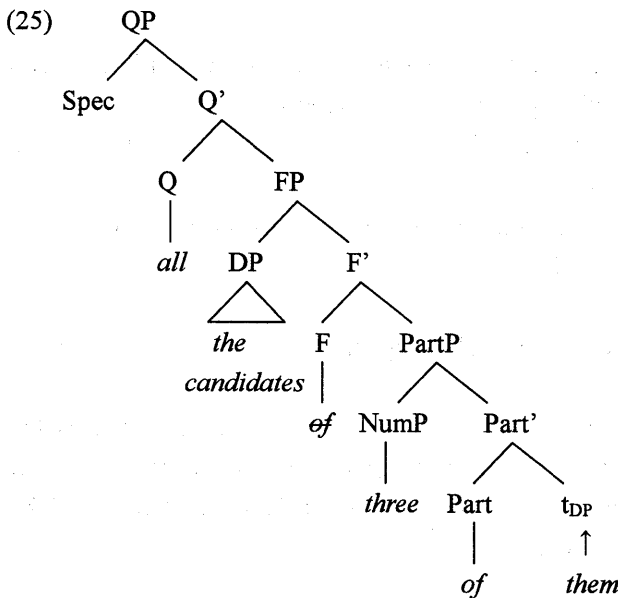 (25) QP
Spec Q’
Q FP
all DP F’
the F PartP
candidates
of NumP Part’
three Part tDP
↑
of them